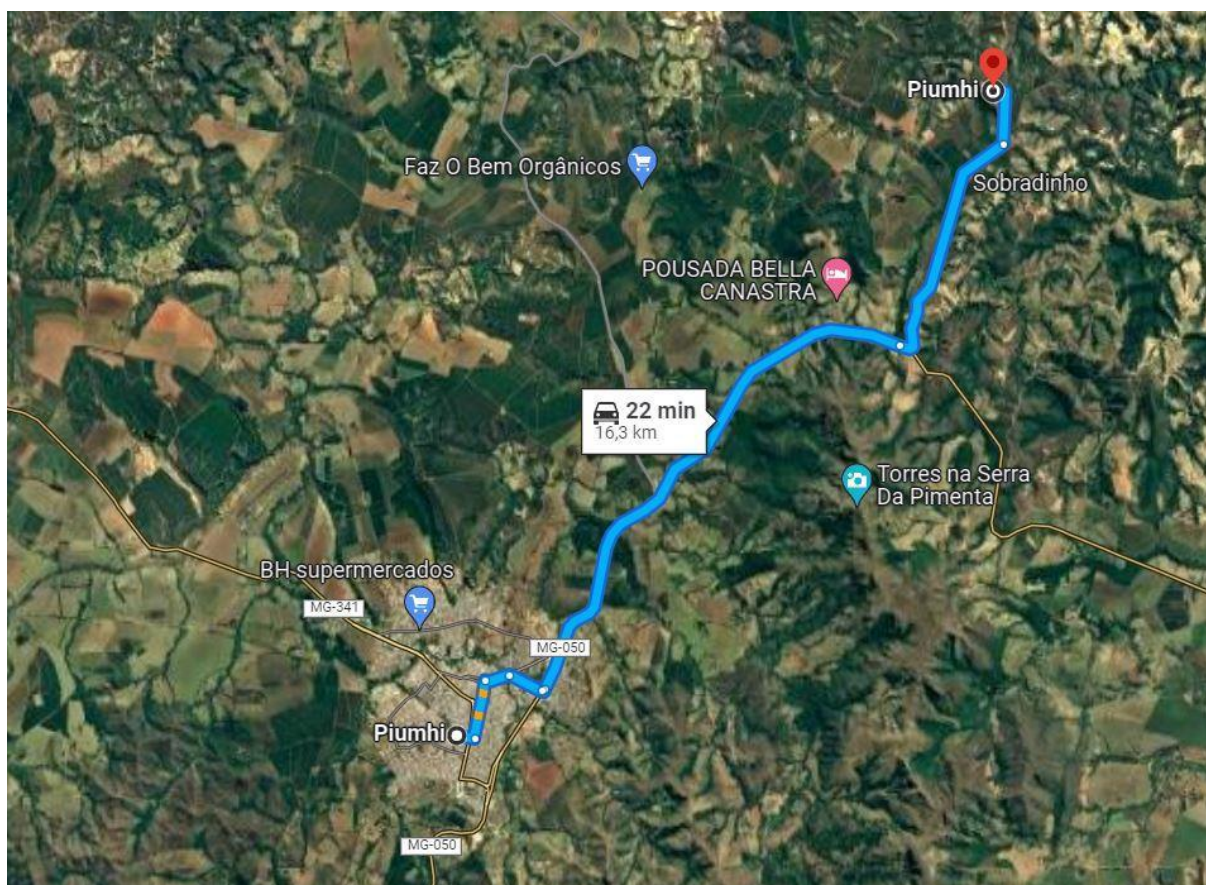 Piumhi
Faz O Bem Orgânicos
Sobradinho
POUSADA BELLA
CANASTRA
22 min
16,3 km
Torres na Serra
Da Pimenta
BH supermercados
MG-341
MG-050
Piumhi
MG-050